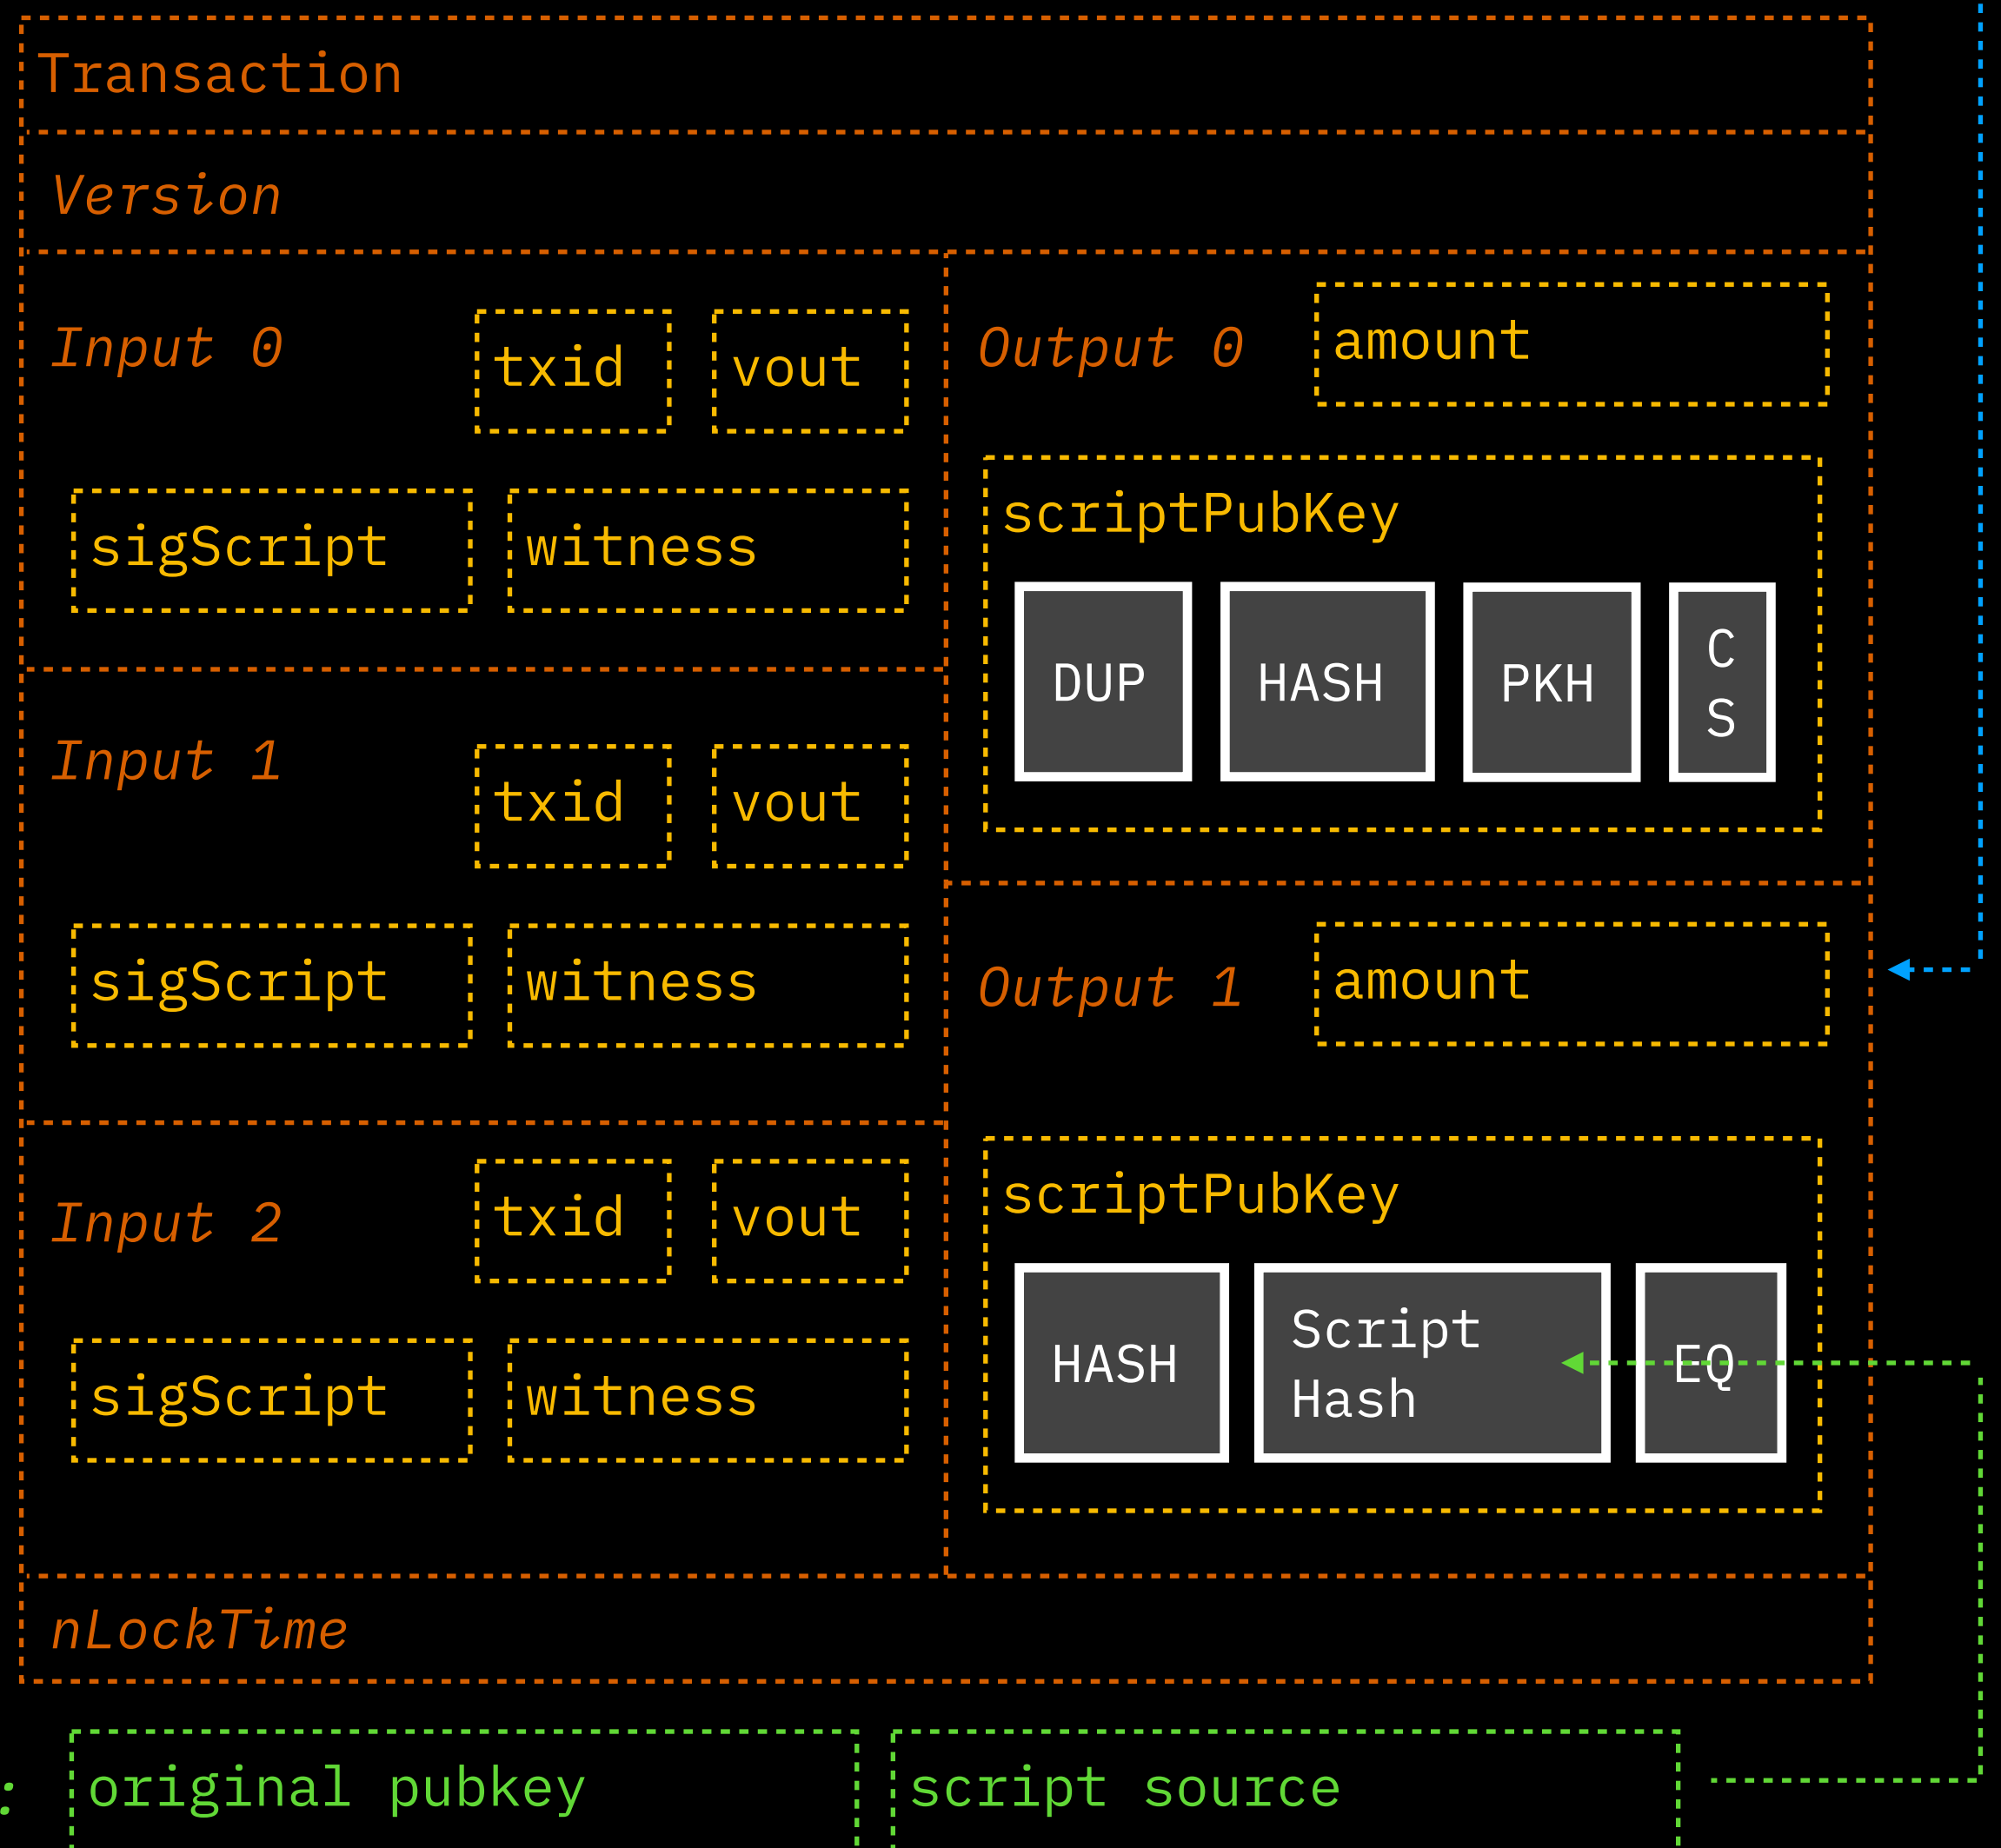 Transaction
Version
Input 0
txid
vout
sigScript
witness
Input 1
txid
vout
sigScript
witness
Input 2
txid
vout
sigScript
witness
Output 0
amount
scriptPubKey
DUP
HASH
PKH
C
S
Output 1
amount
scriptPubKey
HASH
Script
Hash
EQ
nLockTime
:
original pubkey
script source